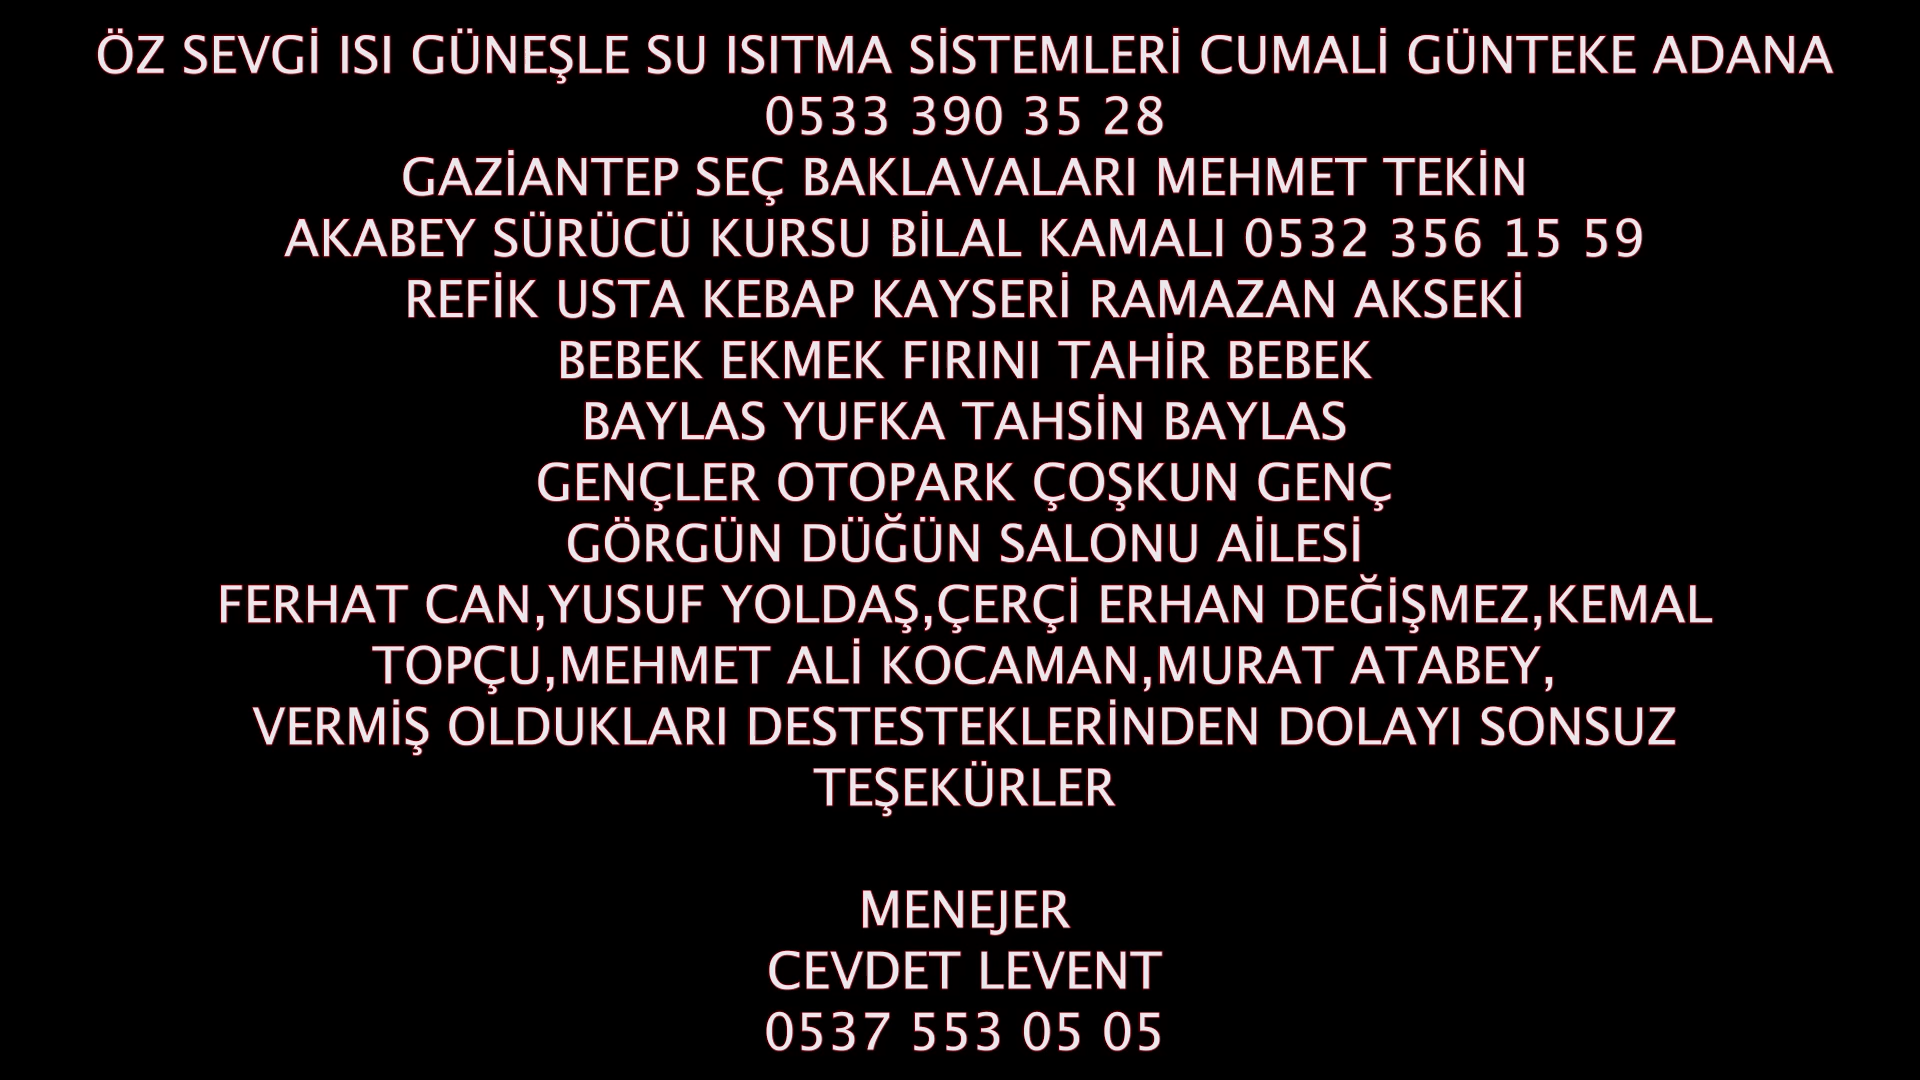 ÖZ SEVGİ ISI GÜNEŞLE SU ISITMA SİSTEMLERİ CUMALİ GÜNTEKE ADANA
0533 390 35 28
GAZİANTEP SEÇ BAKLAVALARI MEHMET TEKİN
AKABEY SÜRÜCÜ KURSU BİLAL KAMALI 0532 356 15 59
REFİK USTA KEBAP KAYSERİ RAMAZAN AKSEKİ
BEBEK EKMEK FIRINI TAHİR BEBEK
BAYLAS YUFKA TAHSİN BAYLAS
GENÇLER OTOPARK ÇOŞKUN GENÇ
GÖRGÜN DÜĞÜN SALONU AİLESİ
FERHAT CAN,YUSUF YOLDAŞ,ÇERÇİ ERHAN DEĞİŞMEZ,KEMAL
TOPÇU,MEHMET ALİ KOCAMAN,MURAT ATABEY,
VERMİŞ OLDUKLARI DESTESTEKLERİNDEN DOLAYI SONSUZ
TEŞEKÜRLER
MENEJER
CEVDET LEVENT
0537 553 05 05